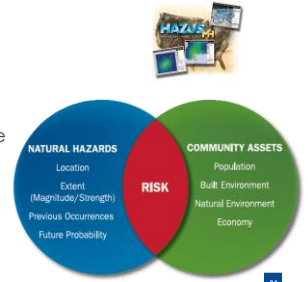 HAZUS
MH
NATURAL HAZARDS
Location
Extent
(Magnitude/Strength)
Previous Occurrences
Future Probability
RISK
COMMUNITY ASSETS
Population
Built Environment
Natural Environment
Economy